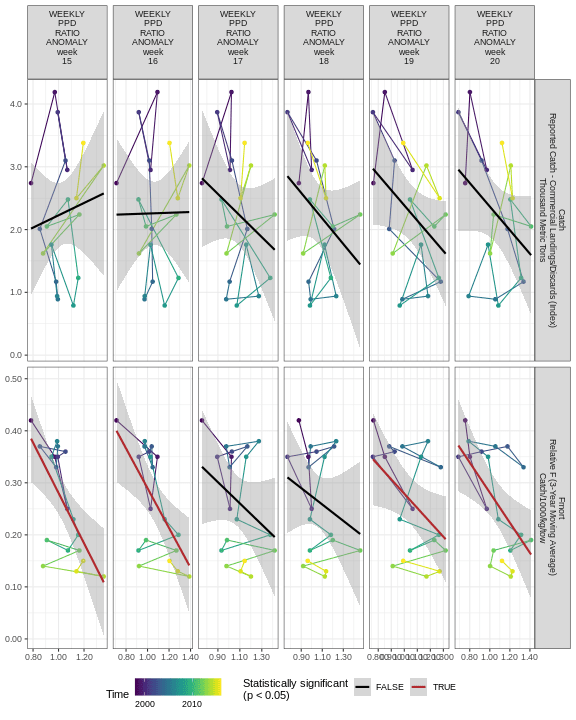 WEEKLY
PPD
RATIO
ANOMALY
week
15
WEEKLY
PPD
RATIO
ANOMALY
week
16
WEEKLY
PPD
RATIO
ANOMALY
week
17
WEEKLY
PPD
RATIO
ANOMALY
week
18
WEEKLY
PPD
RATIO
ANOMALY
week
19
WEEKLY
PPD
RATIO
ANOMALY
week
20
4.0
3.0
2.0
1.0
0.0
Catch
Reported Catch - Commercial Landings/Discards (Index)
Thousand Metric Tons
0.50
0.40
0.30
0.20
0.10
0.00
Fmort
Relative F (3-Year Moving Average)
Catch/1000/kg/tow
0.80 1.00 1.20
0.80 1.00 1.20 1.40
0.90 1.10 1.30
0.90 1.10 1.30
0.80 1.00 1.20 1.40
Time
2000 2010
Statistically significant
(p < 0.05)
FALSE
TRUE